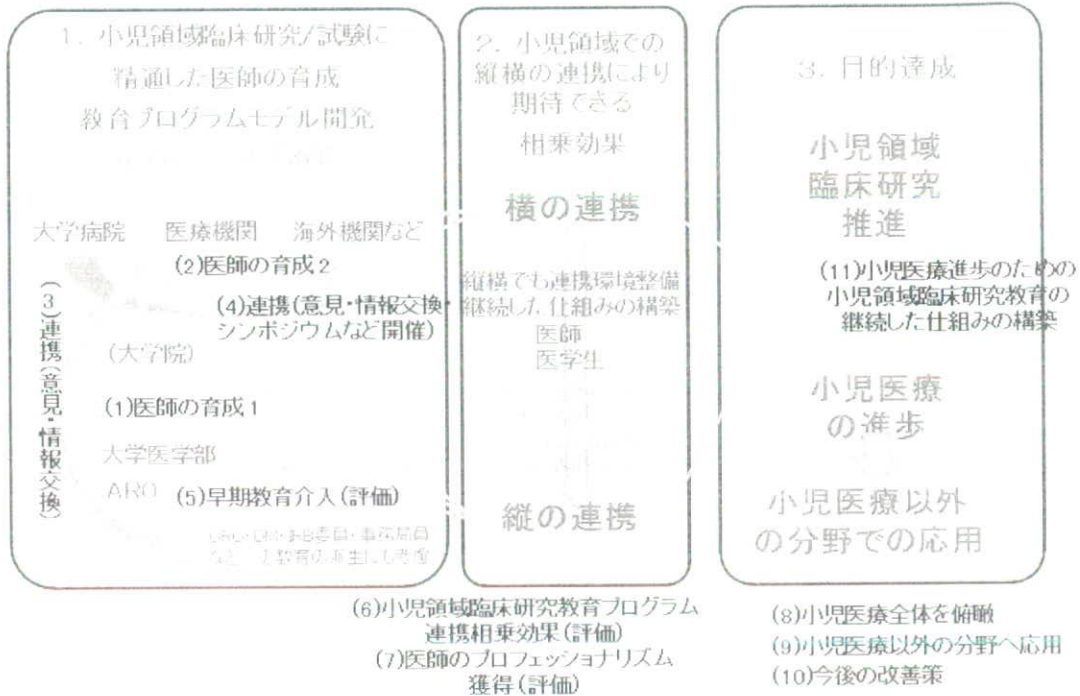 1. 小児領域臨床研究/試験に
精通した医師の育成
教育プログラムモデル開発
大学病院 医療機関 海外機関など
(2)医師の育成2
(4)連携(意見・情報交換・
シンポジウムなど開催)
(3)連携(意見・情報交換)
(大学院)
(1)医師の育成1
大学医学部
ARO
(5)早期教育介入(評価)
委員・事務局員
2. 小児領域での
縦横の連携により
期待できる
相乗効果
横の連携
縦横でも連携環境整備
継続した仕組みの構築
医師
医学生
縦の連携
3. 目的達成
小児領域
臨床研究
推進
(11)小児医療進歩のための
小児領域臨床研究教育の
継続した仕組みの構築
小児医療
の進歩
小児医療以外
の分野での応用
(6)小児領域臨床研究教育プログラム
連携相乗効果(評価)
(7)医師のプロフェッショナリズム
獲得(評価)
(8)小児医療全体を俯瞰
(9)小児医療以外の分野へ応用
(10)今後の改善策